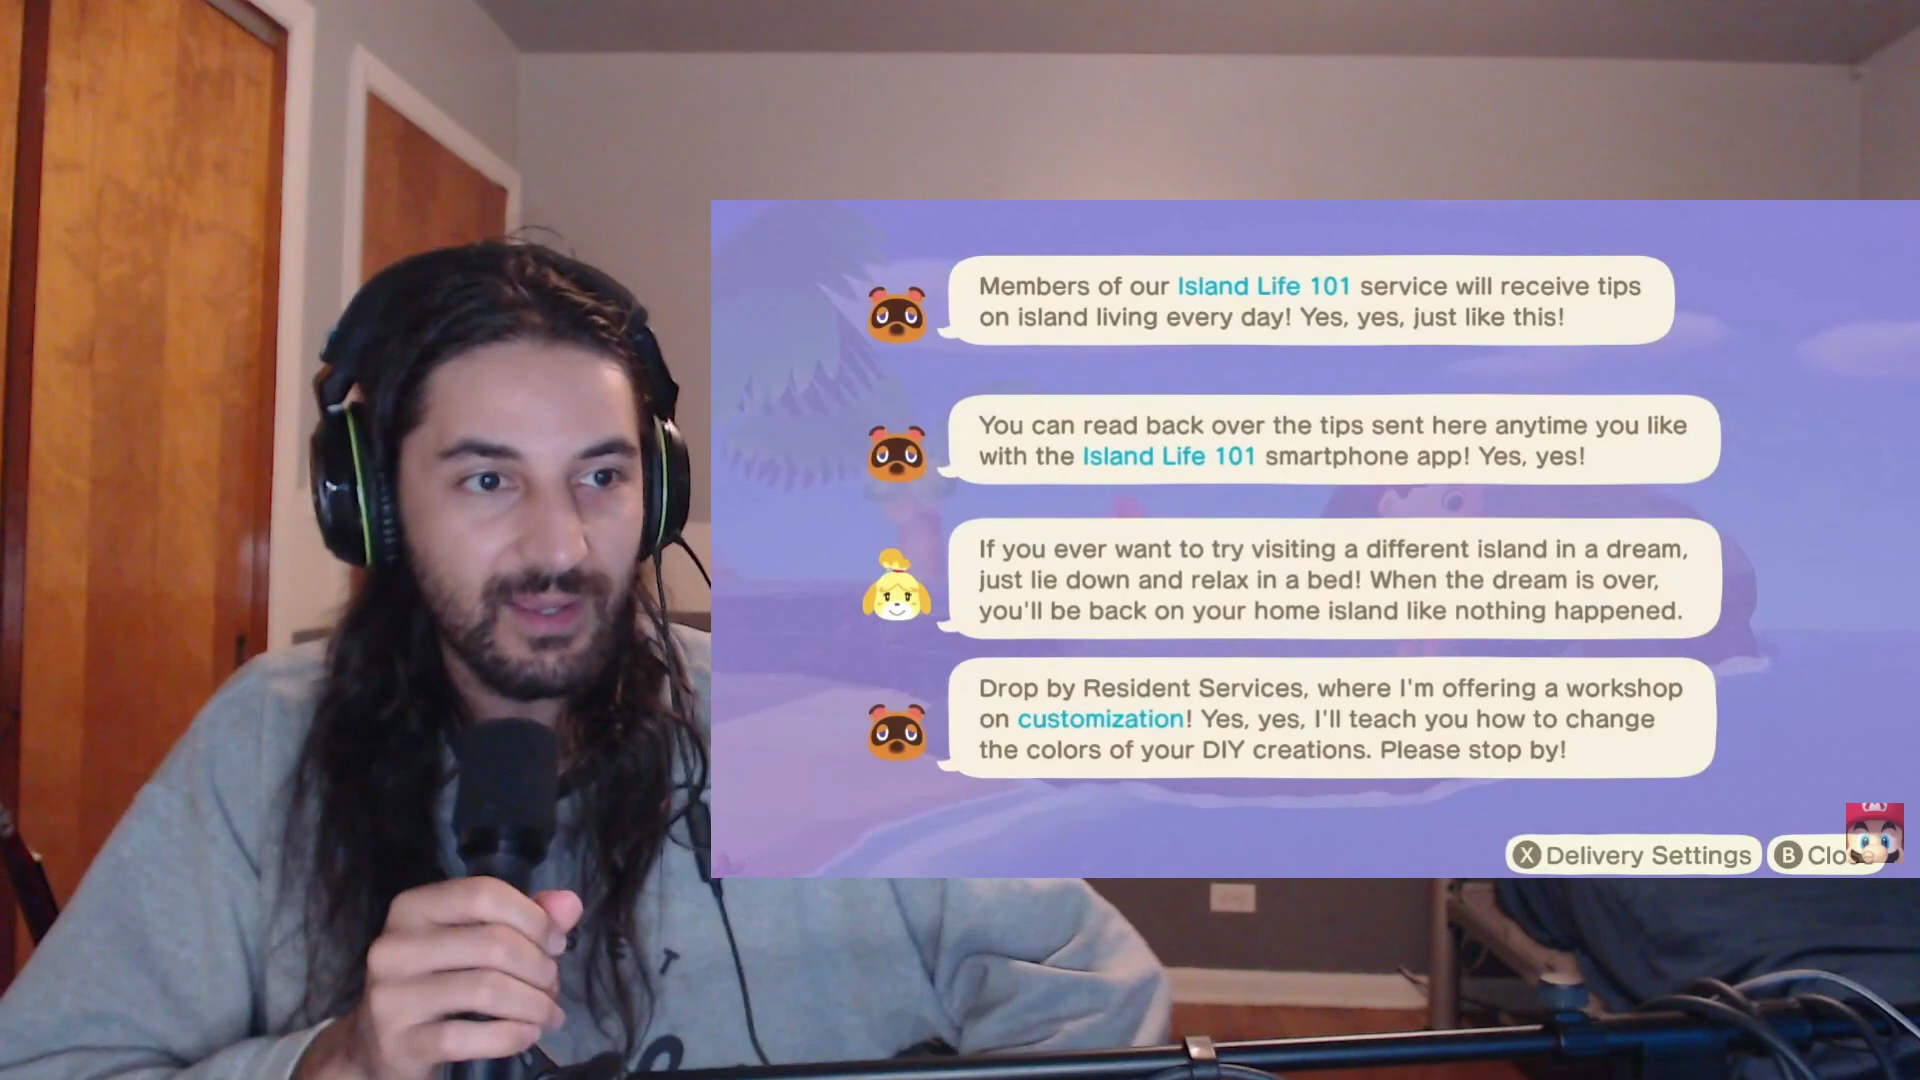 Members of our Island Life 101 service will receive tips
on island living every day! Yes, yes, just like this!
You can read back over the tips sent here anytime you like
with the Island Life 101 smartphone app! Yes, yes!
If you ever want to try visiting a different island in a dream,
just lie down and relax in a bed! When the dream is over,
you'll be back on your home island like nothing happened.
Drop by Resident Services, where I'm offering a workshop
on customization! Yes, yes, I'll teach you how to change
the colors of your DIY creations. Please stop by!
X Delivery Settings
B Close